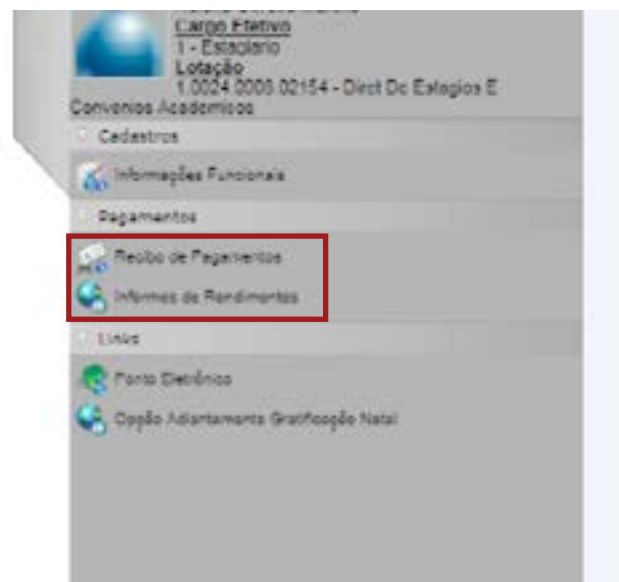 Cargo Efetivo
1 - Estagiario
Lotação
1.0024.0008.02154 - Diret De Estagios E
Convenios Academicos
Cadastros
Informações Funcionais
Pagamentos
Recibo de Pagamentos
Informes de Rendimentos
Links
Ponto Eletrônico
Opção Adiantamento Gratificação Natal